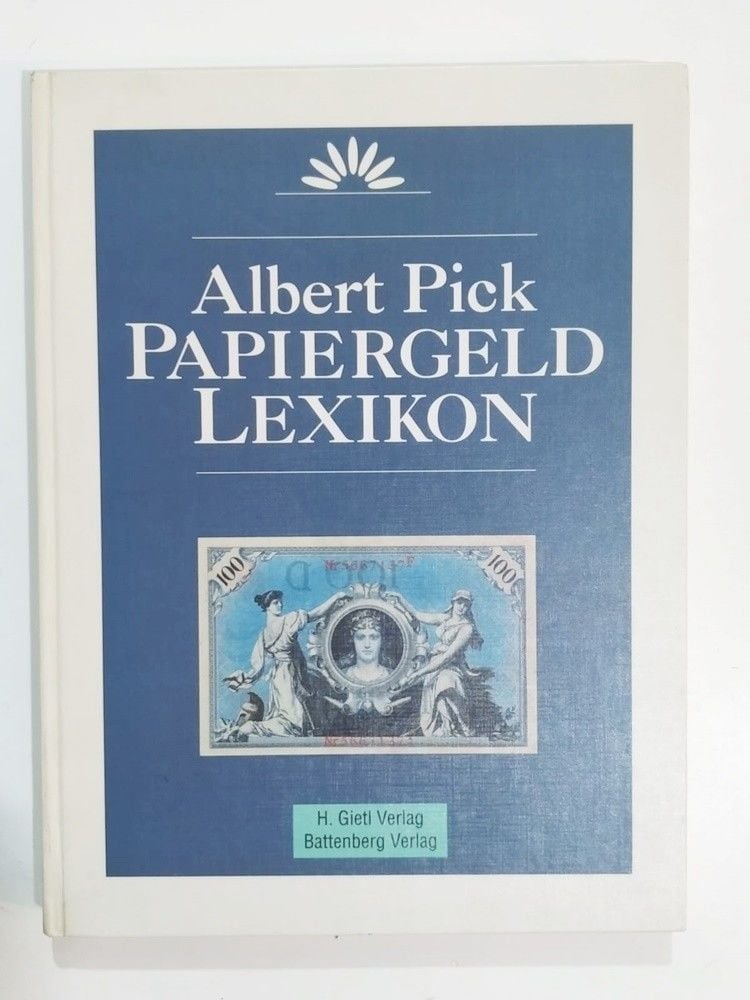 Albert Pick
PAPIERGELD
LEXIKON
100
100
H. Gietl Verlag
Battenberg Verlag